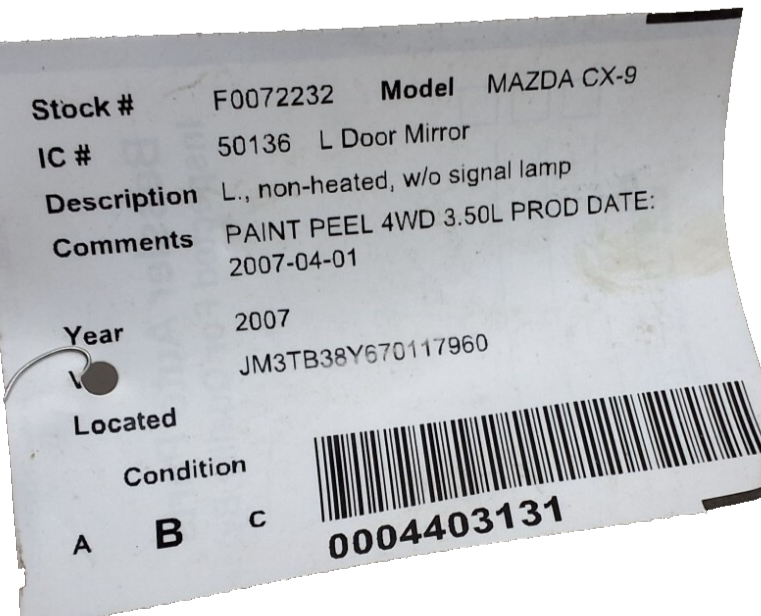 Stock # F0072232 Model MAZDA CX-9
IC # 50136 L Door Mirror
Description L., non-heated, w/o signal lamp
Comments PAINT PEEL 4WD 3.50L PROD DATE:
2007-04-01
Year 2007
JM3TB38Y670117960
Located
Condition
A B C
0004403131